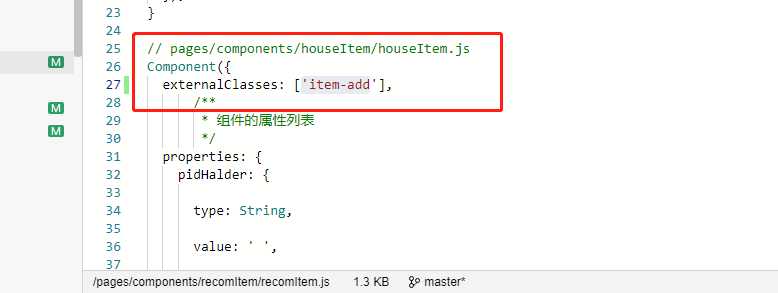 M
M
M
23 }
24
25 // pages/components/houseItem/houseItem.js
26 Component({
27 externalClasses: ['item-add'],
28 /**
29 * 组件的属性列表
30 */
31 properties: {
32 pidHalder: {
33
34 type: String,
35
36 value: ' ',
37
/pages/components/recomItem/recomItem.js 1.3 KB master*